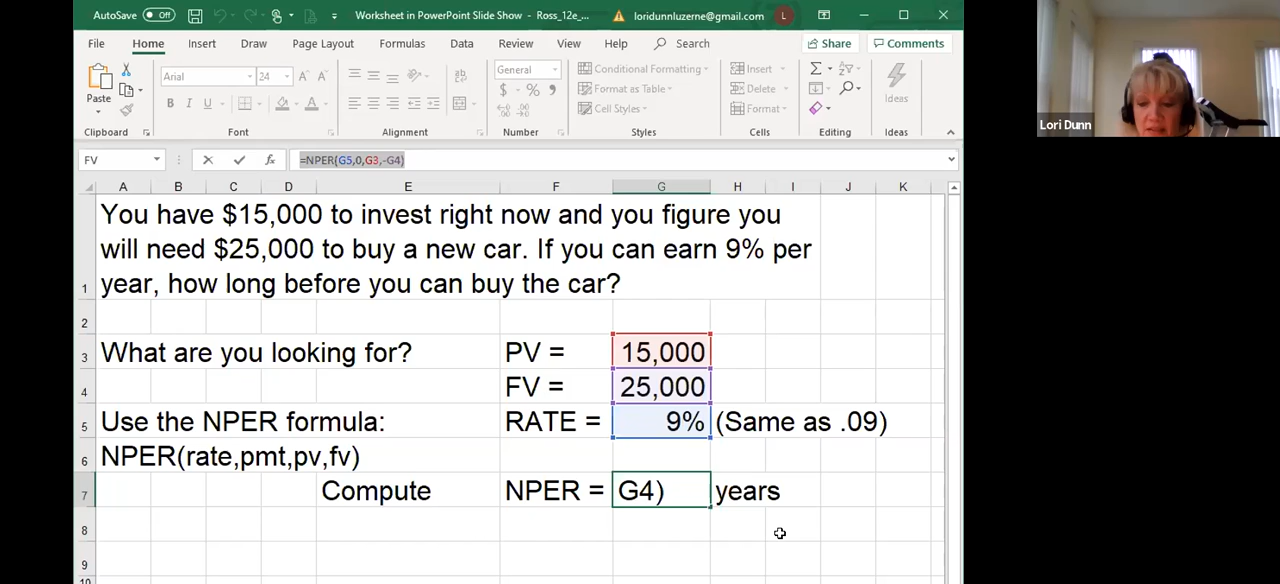 AutoSave Off Worksheet in PowerPoint Slide Show - Ross_12e_... loridunnluzerne@gmail.com L
File Home Insert Draw Page Layout Formulas Data Review View Help Search Share Comments
Paste Arial 24 A A ab General Conditional Formatting Insert Σ Ideas
B I U A $ % , Format as Table Delete
Cell Styles Format
Clipboard Font Alignment Number Styles Cells Editing Ideas
FV fx =NPER(G5,0,G3,-G4)
A B C D E F G H I J K
You have $15,000 to invest right now and you figure you
will need $25,000 to buy a new car. If you can earn 9% per
1 year, how long before you can buy the car?
2
3 What are you looking for? PV = 15,000
4 FV = 25,000
5 Use the NPER formula: RATE = 9% (Same as .09)
6 NPER(rate,pmt,pv,fv)
7 Compute NPER = G4) years
8
9
10
Lori Dunn